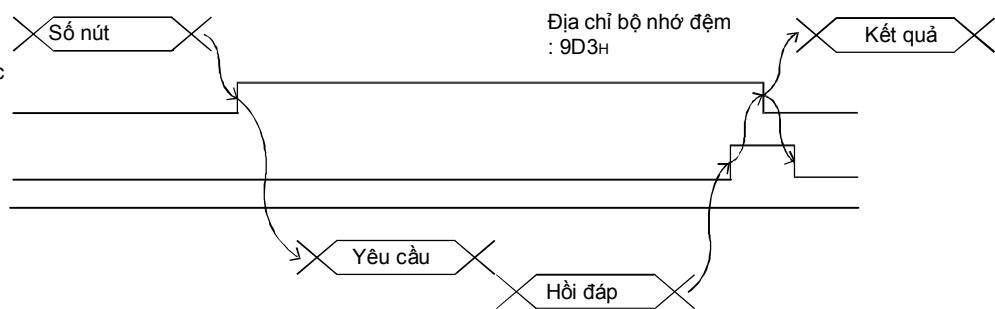 Số nút
Địa chỉ bộ nhớ đệm
: 9D3H
Kết quả
c
Yêu cầu
Hồi đáp